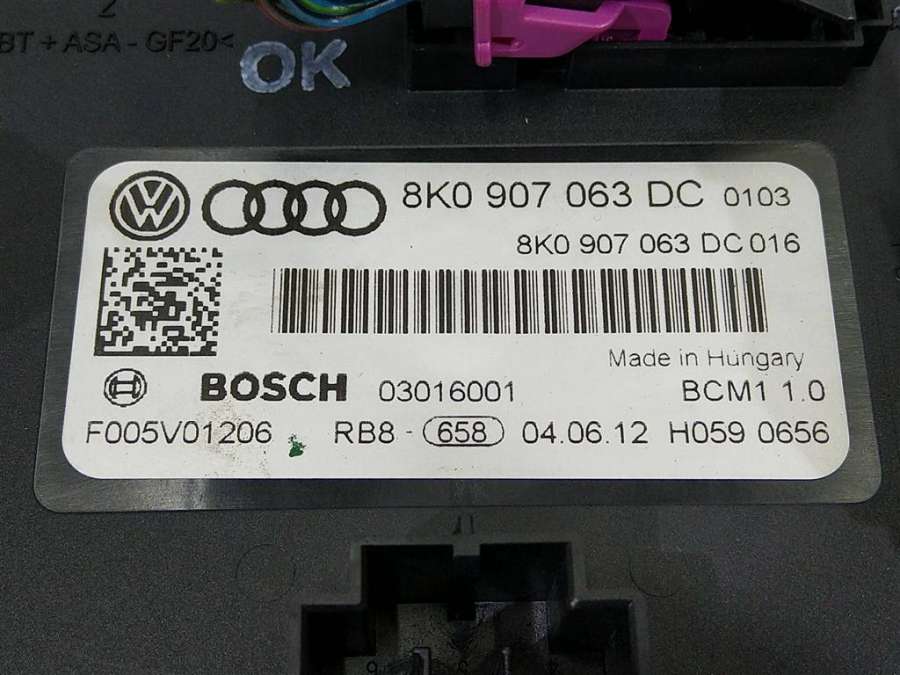 2
BT + ASA - GF20<
OK
8K0 907 063 DC 0103
8K0 907 063 DC 016
Made in Hungary
BOSCH 03016001 BCM1 1.0
F005V01206 RB8 - 658 04.06.12 H059 0656